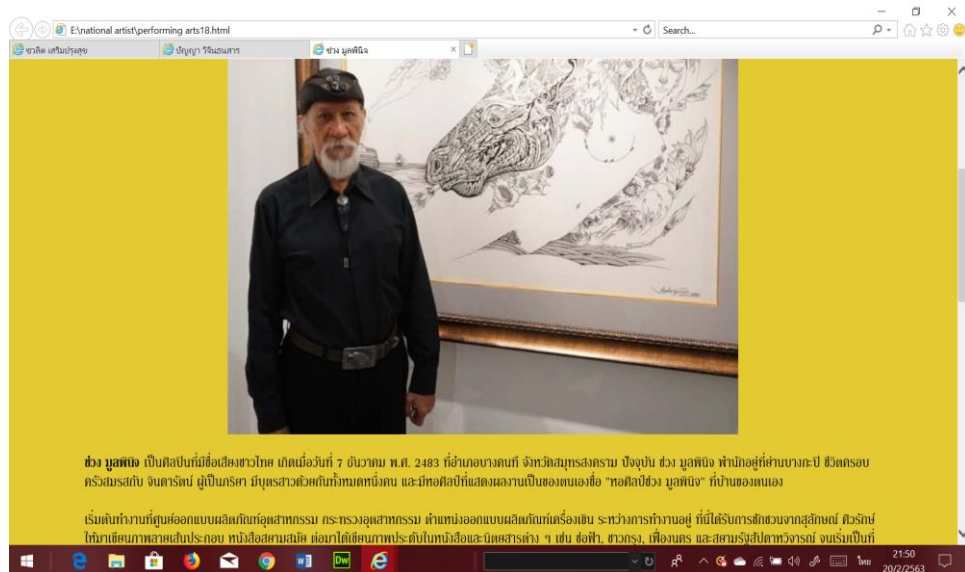 E:\national artist\performing arts18.html
Search...
ชวลิต เสริมปรุงสุข
ปัญญา วิจินธนสาร
ช่วง มูลพินิจ
ช่วง มูลพินิจ เป็นศิลปินที่มีชื่อเสียงชาวไทย เกิดเมื่อวันที่ 7 ธันวาคม พ.ศ. 2483 ที่อำเภอบางคนที จังหวัดสมุทรสงคราม ปัจจุบัน ช่วง มูลพินิจ พำนักอยู่ที่ย่านบางกะปิ ชีวิตครอบ
ครัวสมรสกับ จินดารัตน์ ผู้เป็นภริยา มีบุตรสาวด้วยกันทั้งหมดหนึ่งคน และมีหอศิลป์ที่แสดงผลงานเป็นของตนเองชื่อ "หอศิลป์ช่วง มูลพินิจ" ที่บ้านของตนเอง
เริ่มต้นทำงานที่ศูนย์ออกแบบผลิตภัณฑ์อุตสาหกรรม กระทรวงอุตสาหกรรม ตำแหน่งออกแบบผลิตภัณฑ์เครื่องเขิน ระหว่างการทำงานอยู่ ที่นี่ได้รับการชักชวนจากสุลักษณ์ ศิวรักษ์
ให้มาเขียนภาพลายเส้นประกอบ หนังสือสยามสมัย ต่อมาได้เขียนภาพประดับในหนังสือและนิตยสารต่าง ๆ เช่น ช่อฟ้า, ชาวกรุง, เฟื่องนคร และสยามรัฐสัปดาหวิจารณ์ จนเริ่มเป็นที่
Dw
ไทย
21:50
20/2/2563